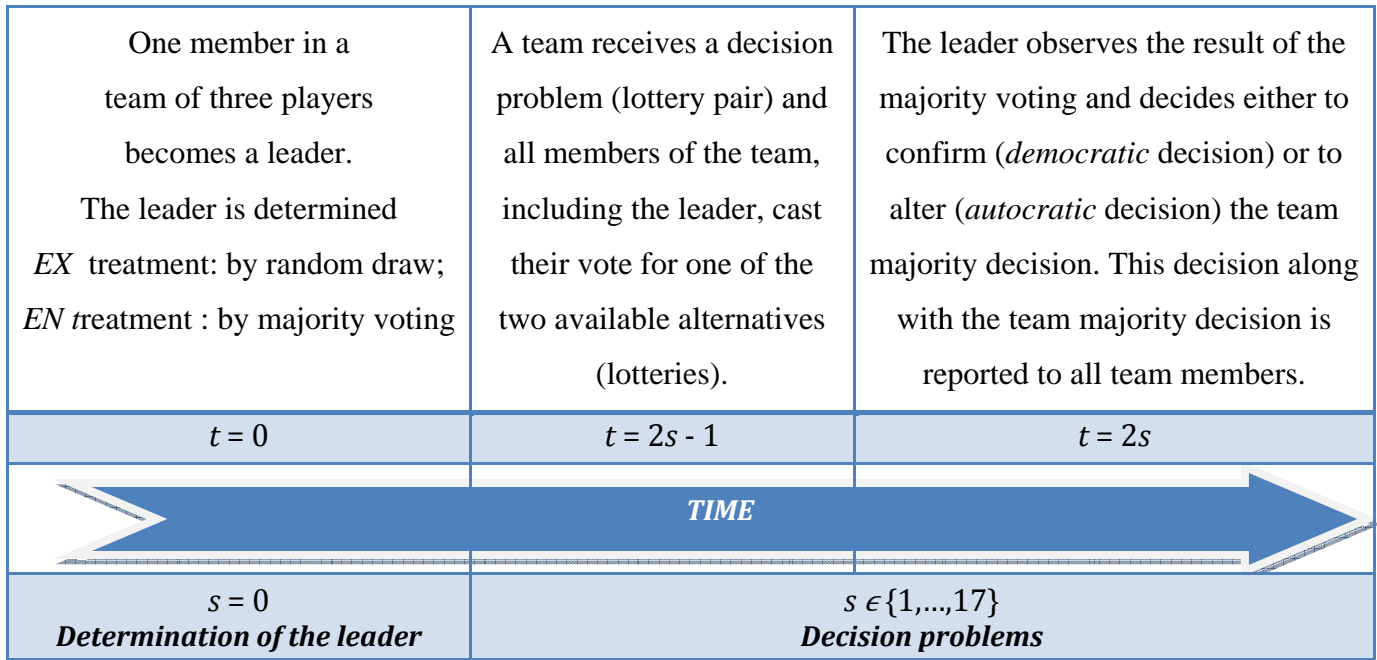 One member in a
team of three players
becomes a leader.
The leader is determined
EX treatment: by random draw;
EN treatment : by majority voting
A team receives a decision
problem (lottery pair) and
all members of the team,
including the leader, cast
their vote for one of the
two available alternatives
(lotteries).
The leader observes the result of the
majority voting and decides either to
confirm (democratic decision) or to
alter (autocratic decision) the team
majority decision. This decision along
with the team majority decision is
reported to all team members.
t = 0
t = 2s - 1
t = 2s
TIME
s = 0
Determination of the leader
s ϵ {1,…,17}
Decision problems